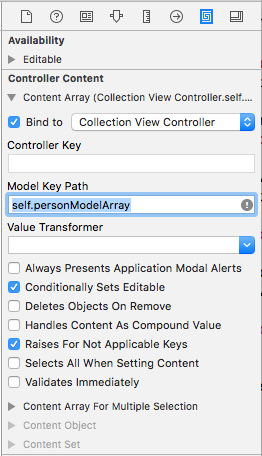 Availability
Editable
Controller Content
Content Array (Collection View Controller.self....
Bind to Collection View Controller
Controller Key
Model Key Path
self.personModelArray
Value Transformer
Always Presents Application Modal Alerts
Conditionally Sets Editable
Deletes Objects On Remove
Handles Content As Compound Value
Raises For Not Applicable Keys
Selects All When Setting Content
Validates Immediately
Content Array For Multiple Selection
Content Object
Content Set